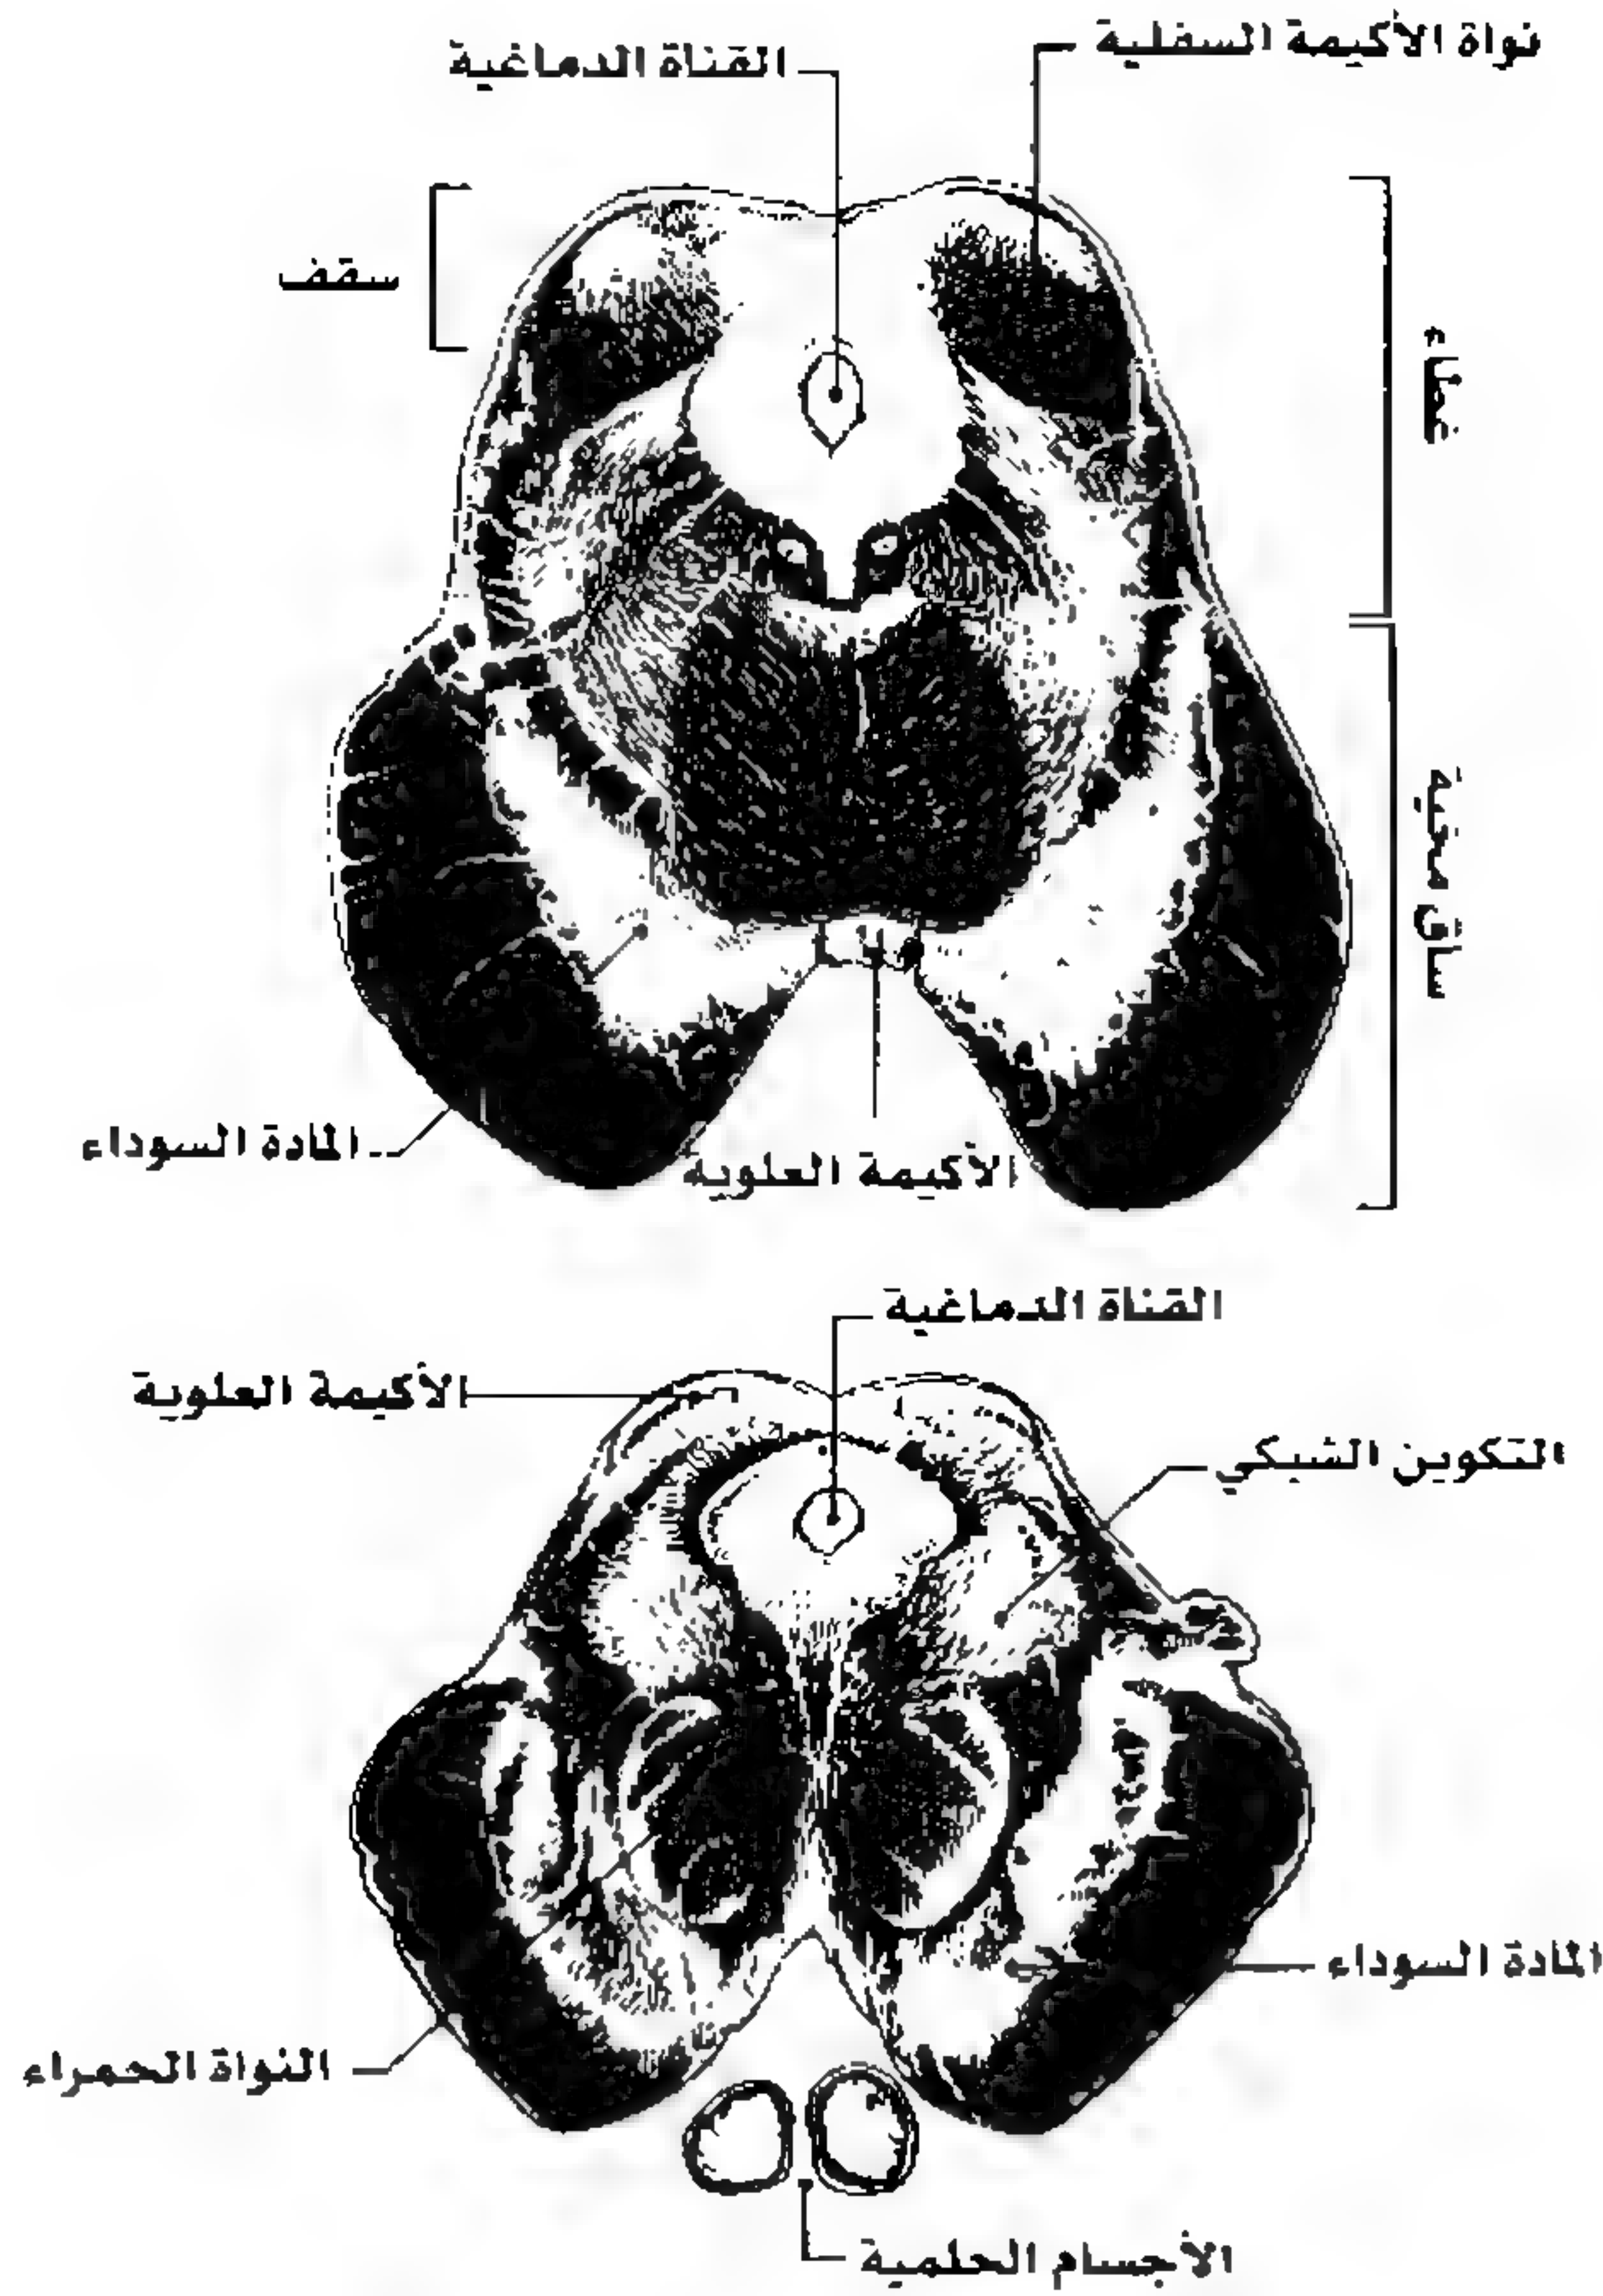 نواة الأكيمة السفلية
القناة الدماغية
سقف
غطاء
ساق مخية
المادة السوداء
الأكيمة العلوية
القناة الدماغية
الأكيمة العلوية
التكوين الشبكي
المادة السوداء
النواة الحمراء
الأجسام الحلمية